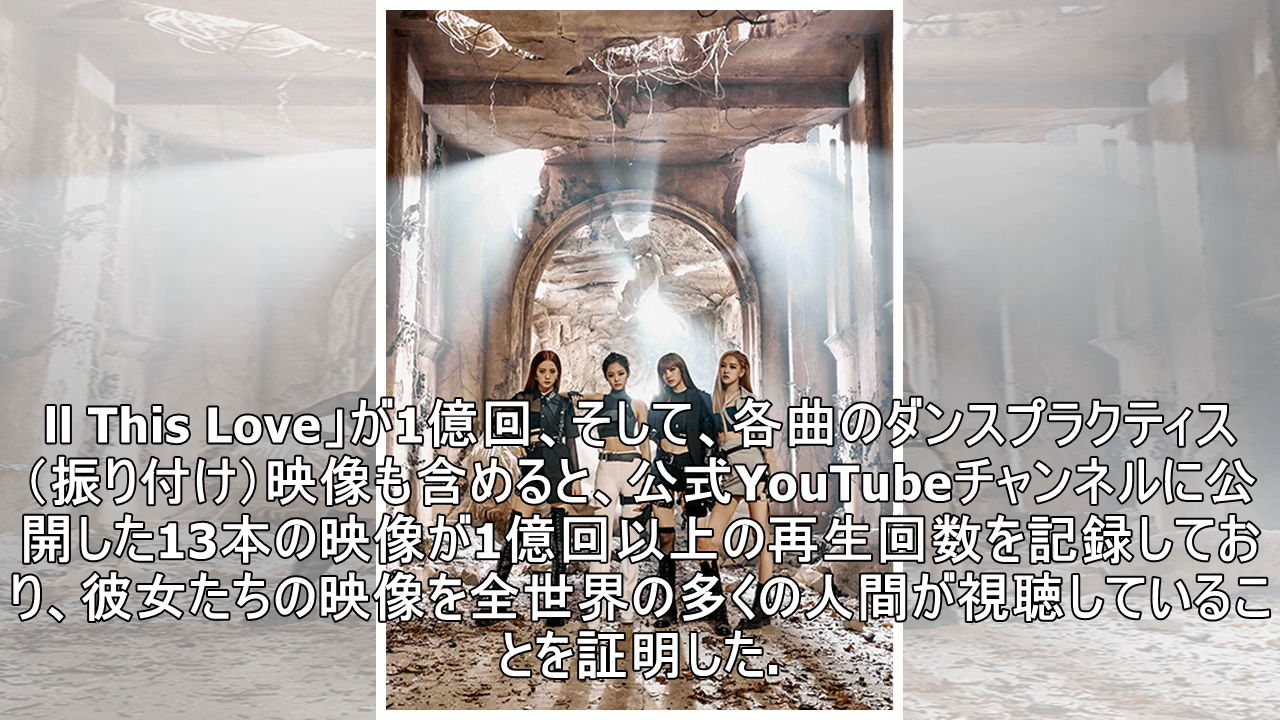 ll This Love」が1億回、そして、各曲のダンスプラクティス
（振り付け）映像も含めると、公式YouTubeチャンネルに公
開した13本の映像が1億回以上の再生回数を記録してお
り、彼女たちの映像を全世界の多くの人間が視聴しているこ
とを証明した.